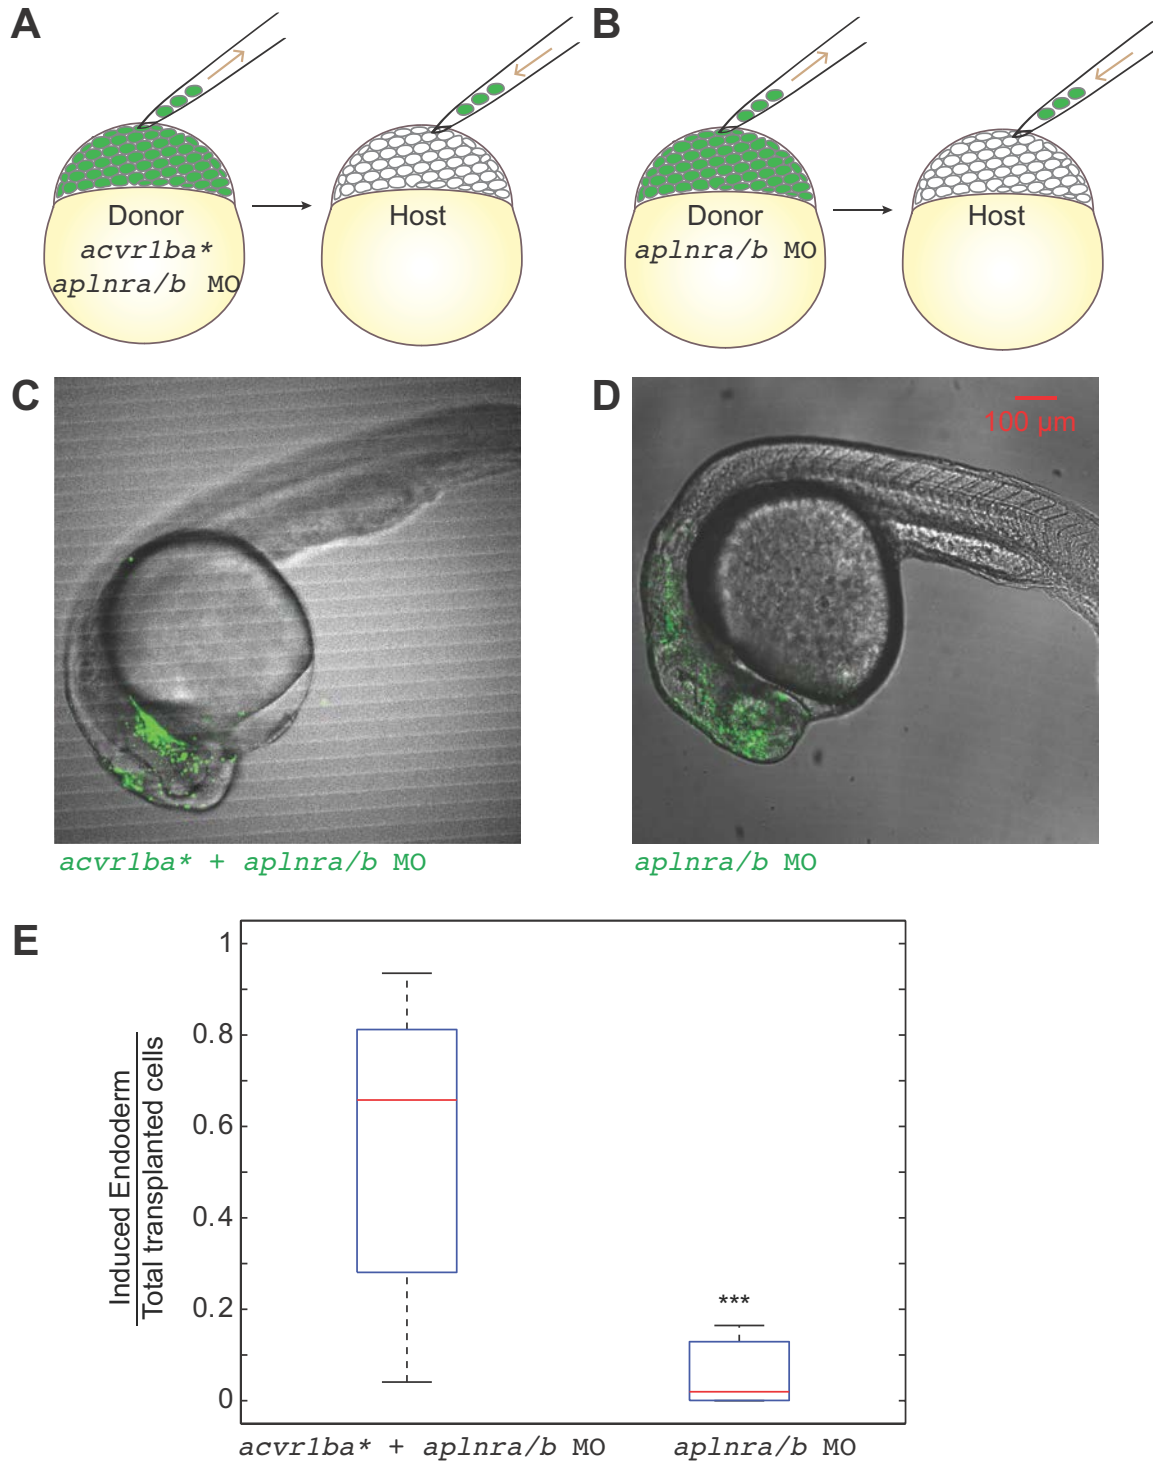 A
B
Donor
acvr1ba*
aplnra/b MO
Host
Donor
aplnra/b MO
Host
C
D
100 µm
acvr1ba* + aplnra/b MO
aplnra/b MO
E
Induced Endoderm
Total transplanted cells
1
0.8
0.6
0.4
0.2
0
***
acvr1ba* + aplnra/b MO
aplnra/b MO